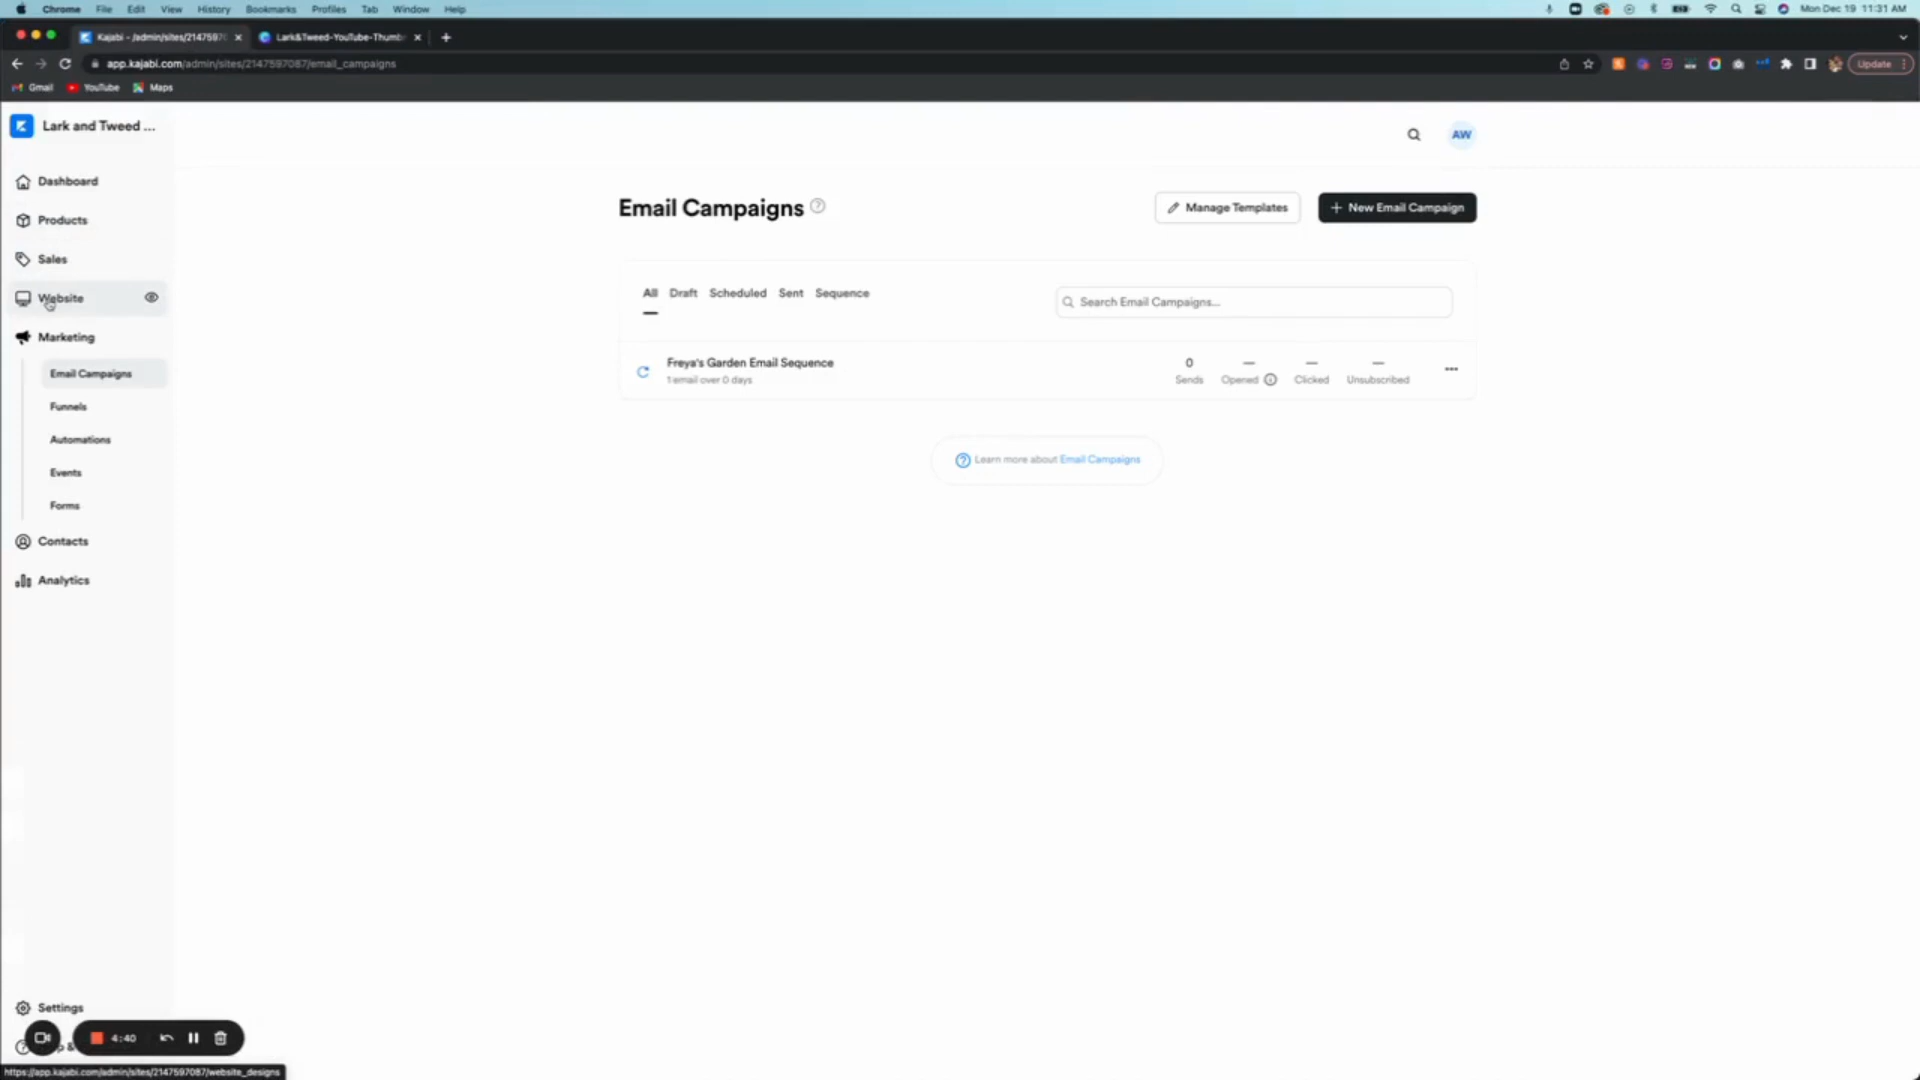 Chrome File Edit View History Bookmarks Profiles Tab Window Help Mon Dec 19 11:31 AM
Kajabi - /admin/sites/2147597 Lark&Tweed-YouTube-Thumb
app.kajabi.com/admin/sites/2147597087/email_campaigns Update
Gmail YouTube Maps
Lark and Tweed ...
AW
Dashboard
Products
Sales
Website
Marketing
Email Campaigns
Funnels
Automations
Events
Forms
Contacts
Analytics
Settings
4:40
https://app.kajabi.com/admin/sites/2147597087/website_designs
Email Campaigns
Manage Templates
New Email Campaign
All Draft Scheduled Sent Sequence
Search Email Campaigns...
Freya's Garden Email Sequence
1 email over 0 days
0 — — —
Sends Opened Clicked Unsubscribed
Learn more about Email Campaigns